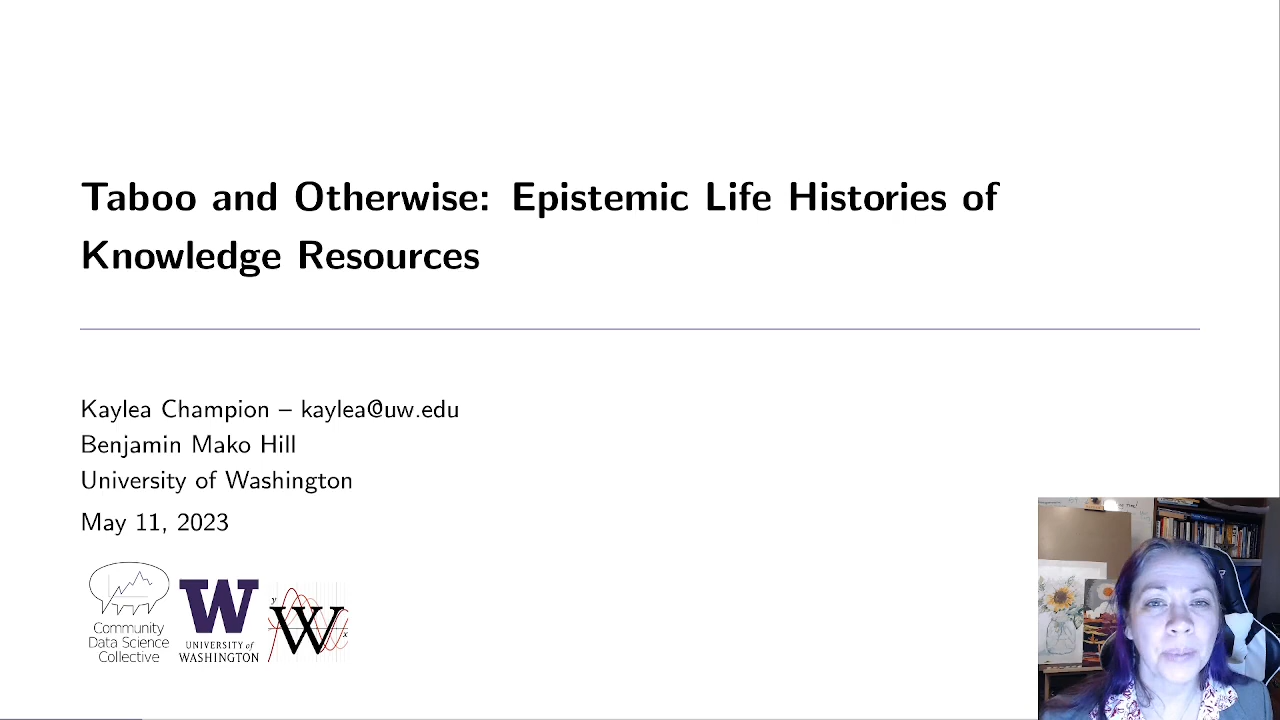 Taboo and Otherwise: Epistemic Life Histories of
Knowledge Resources
Kaylea Champion – kaylea@uw.edu
Benjamin Mako Hill
University of Washington
May 11, 2023
Community
Data Science
Collective
W
UNIVERSITY of
WASHINGTON
y
W
x